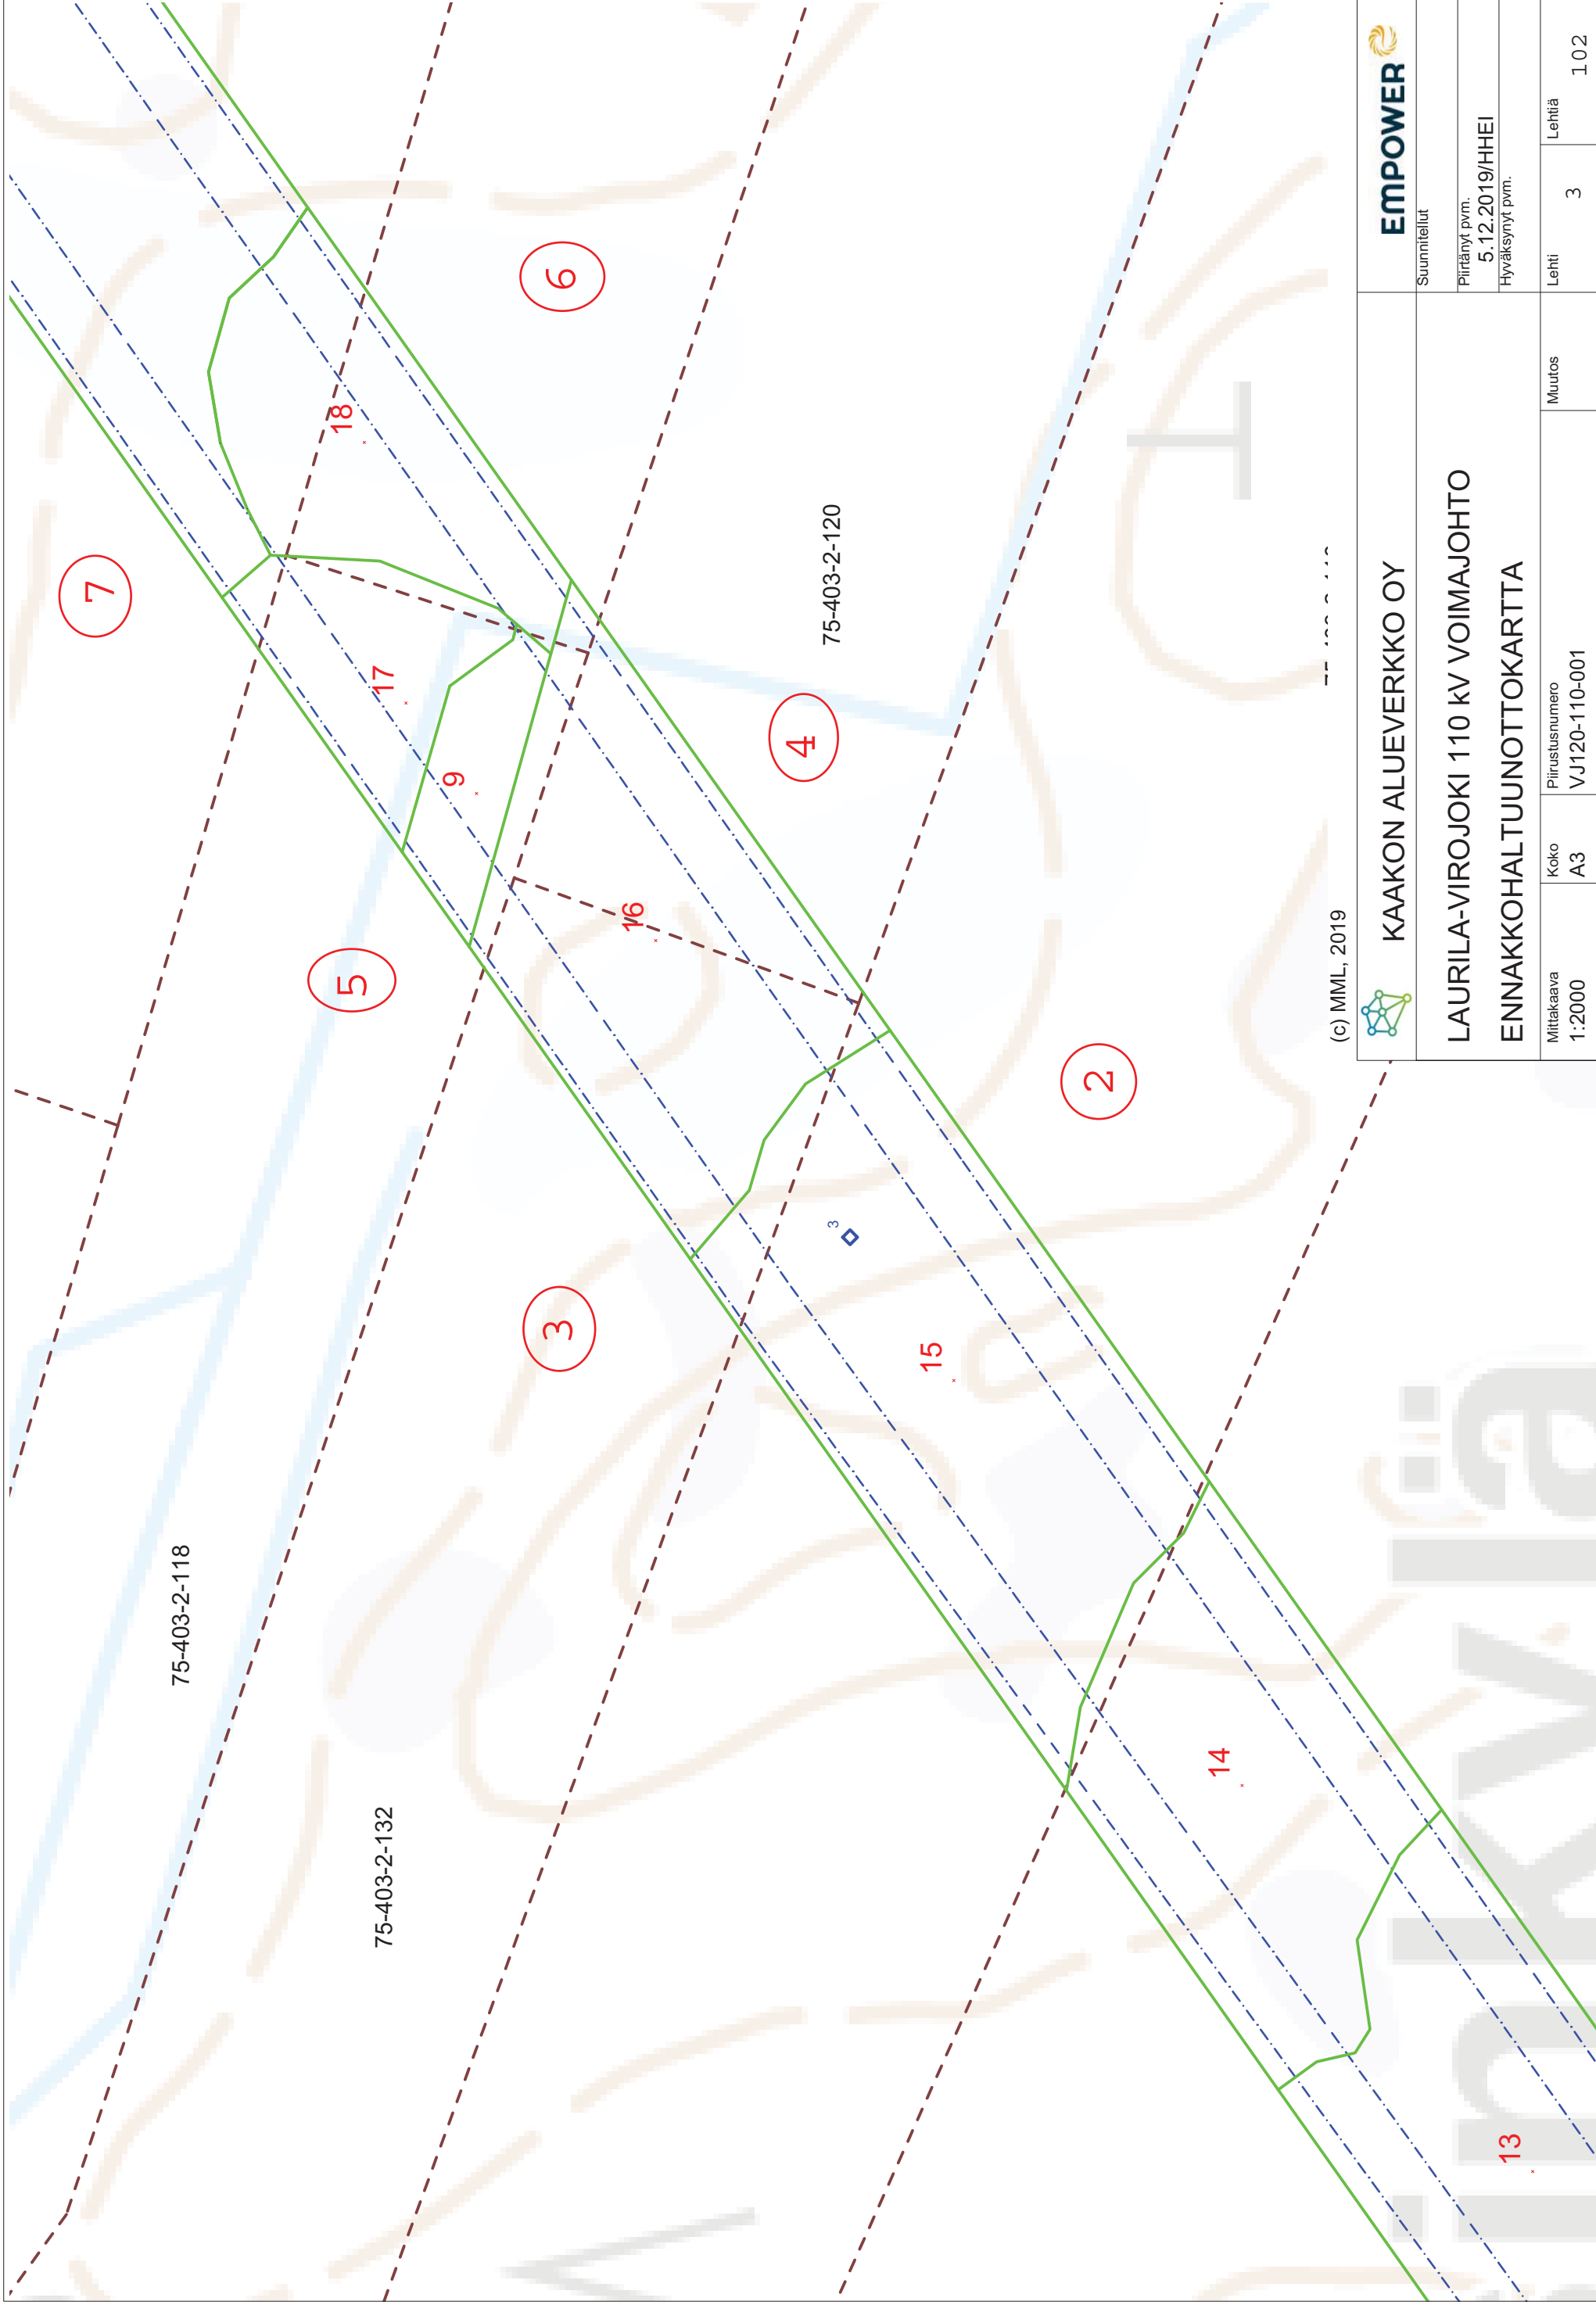 7
6
5
4
3
2
18
17
9
16
15
14
13
3
75-403-2-118
75-403-2-132
75-403-2-120
(c) MML, 2019
KAAKON ALUEVERKKO OY
EMPOWER
LAURILA-VIROJOKI 110 kV VOIMAJOHTO
ENNAKKOHALTUUNOTTOKARTTA
Suunnitellut
Piirtänyt pvm.
5.12.2019/HHEI
Hyväksynyt pvm.
Mittakaava
1:2000
Koko
A3
Piirustusnumero
VJ120-110-001
Muutos
Lehti
3
Lehtiä
102